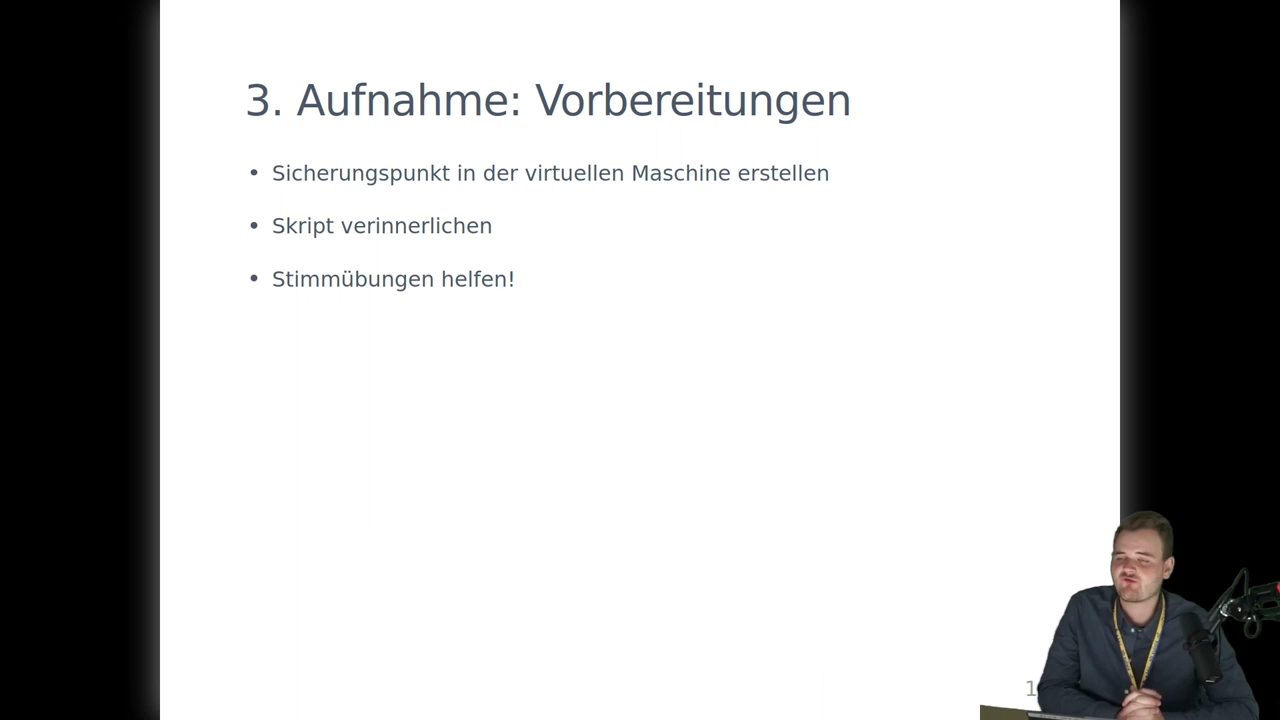 3. Aufnahme: Vorbereitungen
• Sicherungspunkt in der virtuellen Maschine erstellen
• Skript verinnerlichen
• Stimmübungen helfen!